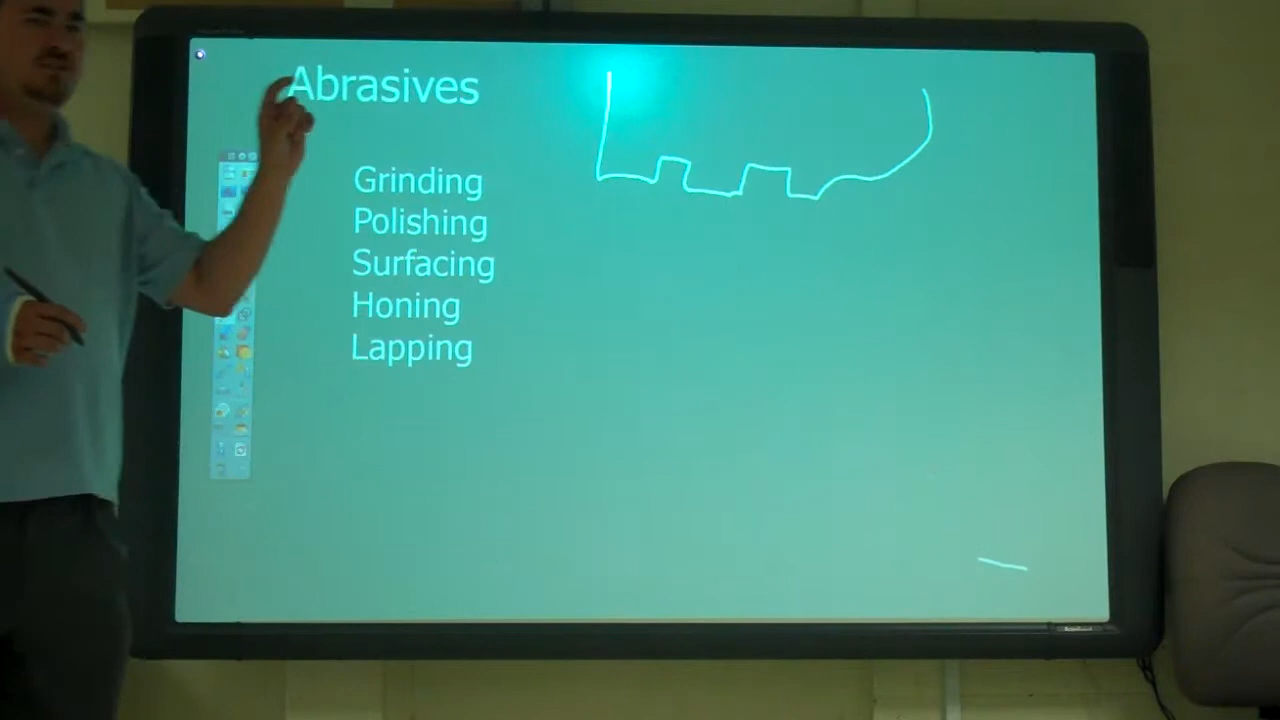 Abrasives
Grinding
Polishing
Surfacing
Honing
Lapping